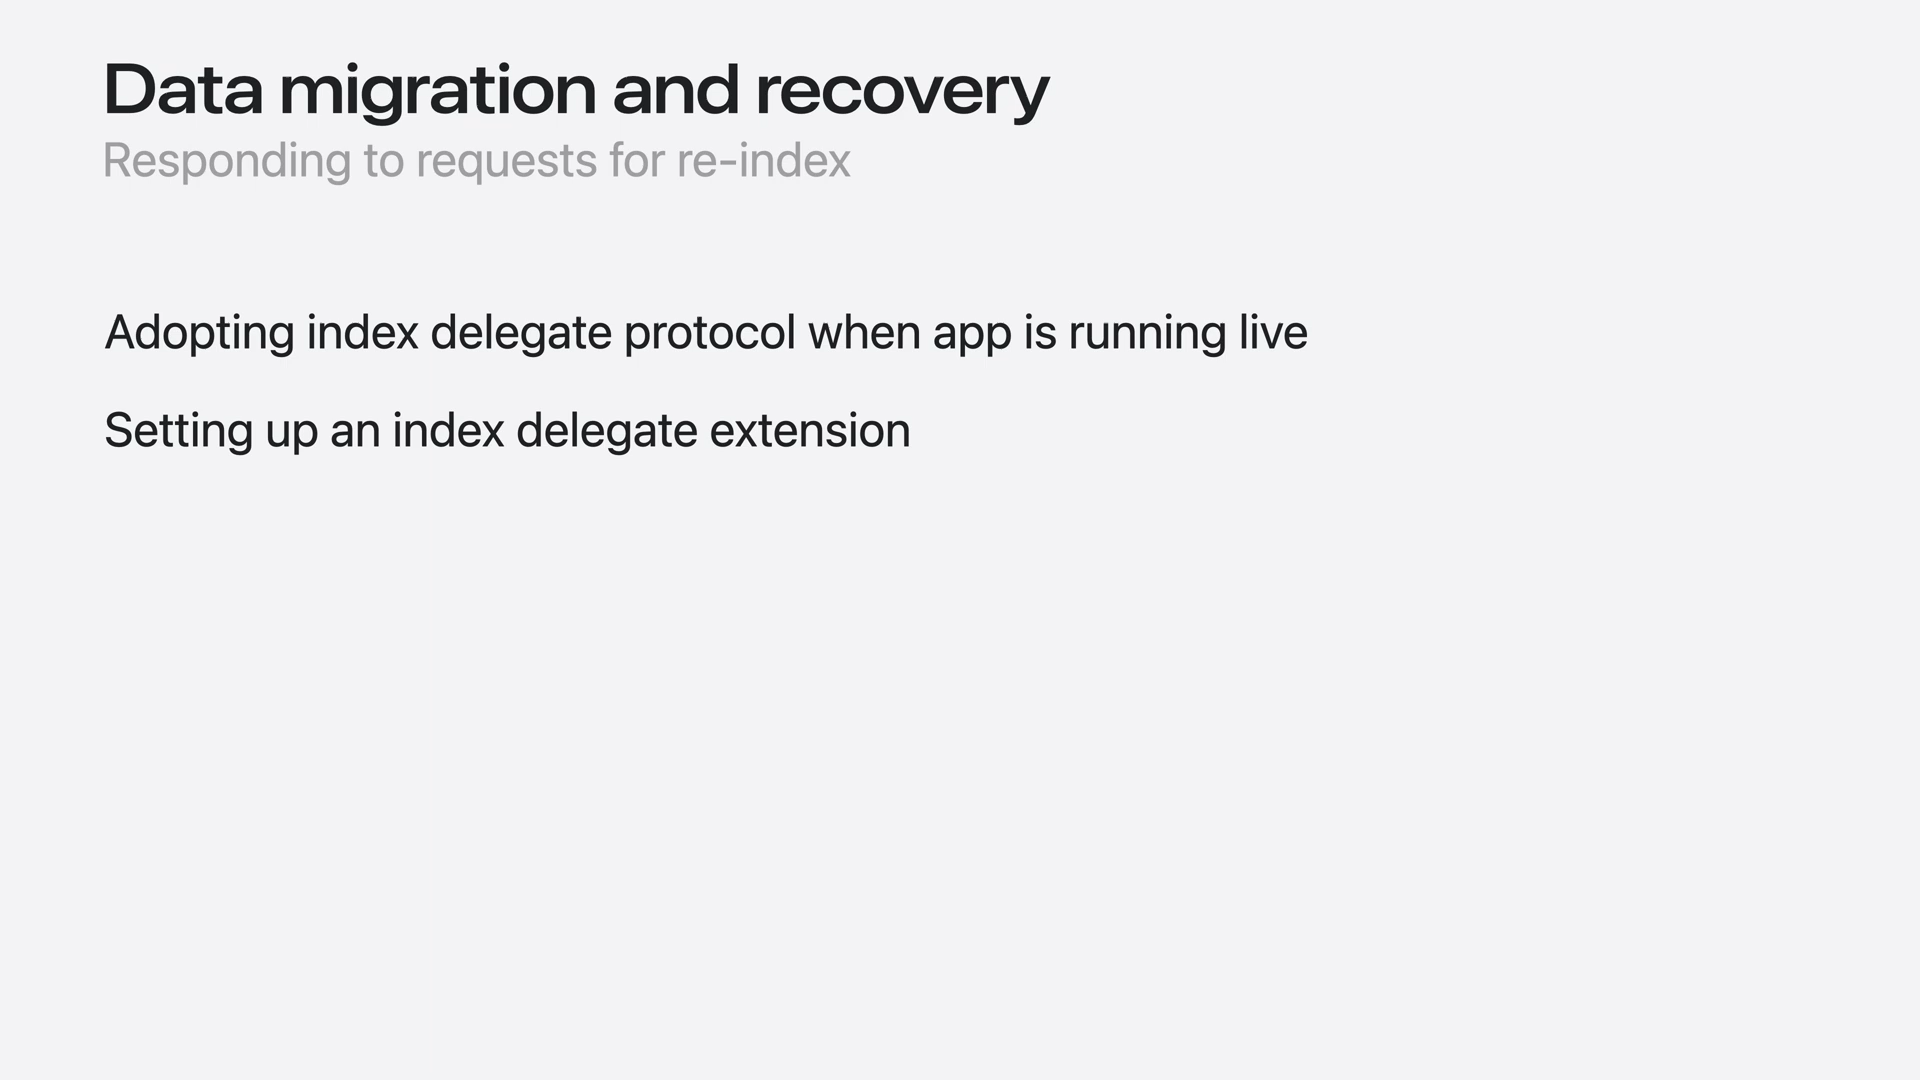 Data migration and recovery
Responding to requests for re-index
Adopting index delegate protocol when app is running live
Setting up an index delegate extension